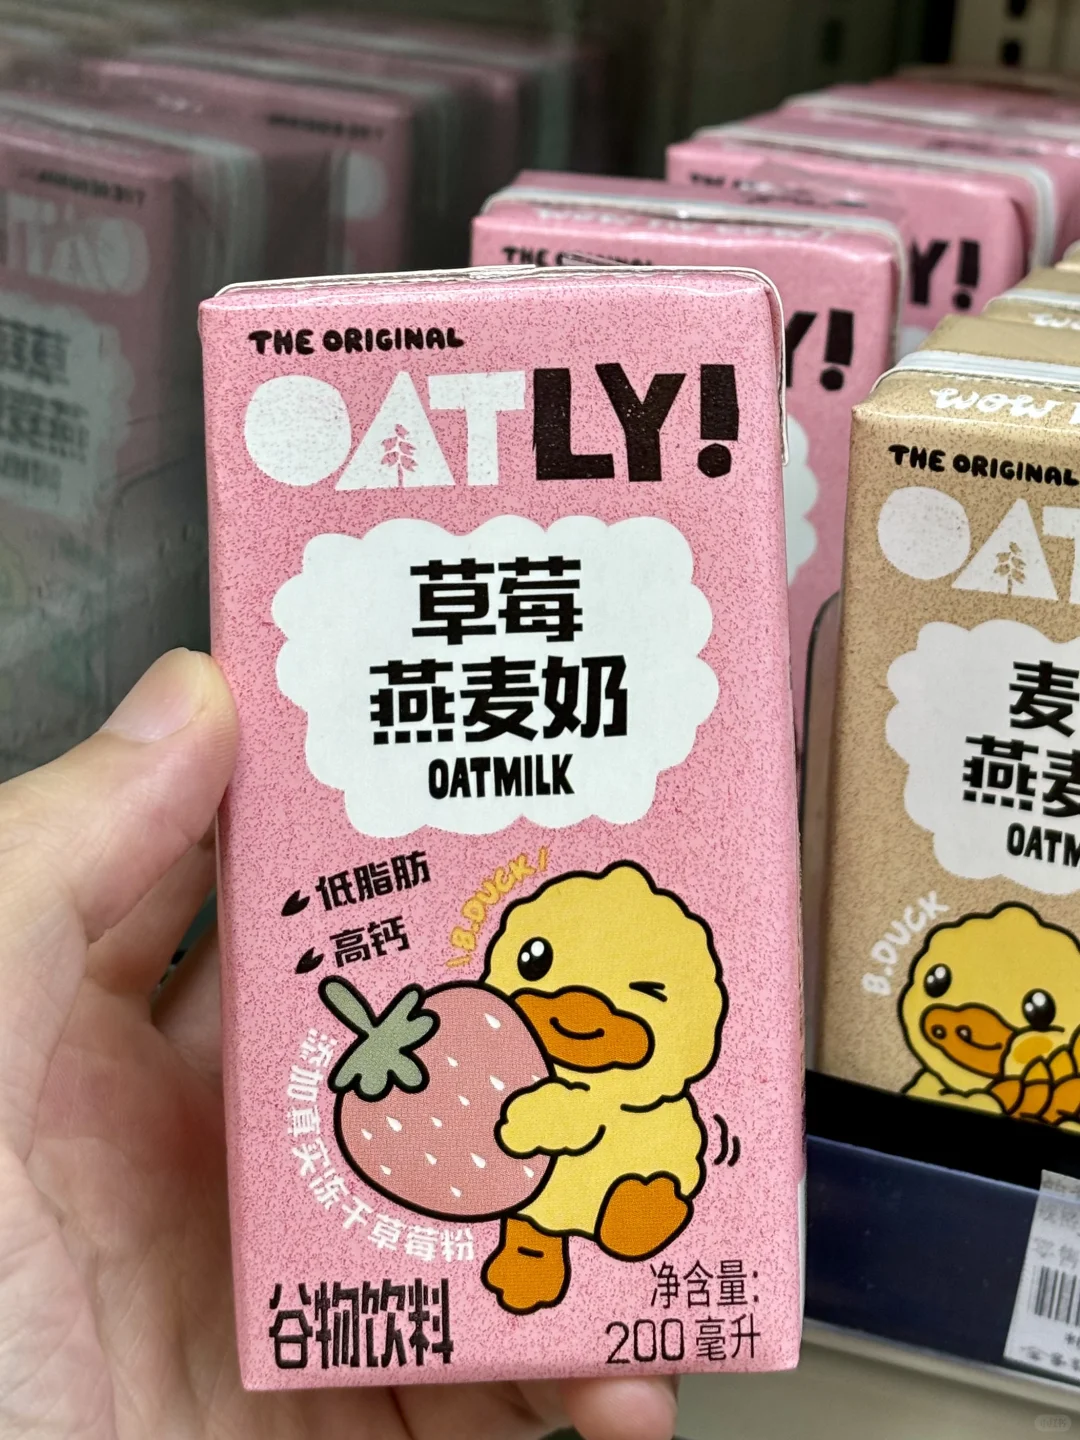 THE ORIGINAL
OATLY!
草莓
燕麦奶
OATMILK
低脂肪
高钙
B.DUCK
添加真实冻干草莓粉
谷物饮料
净含量:
200毫升
THE
Y!
Y!
WOW
THE ORIGINAL
OAT
麦
燕麦
OATM
B.DUCK